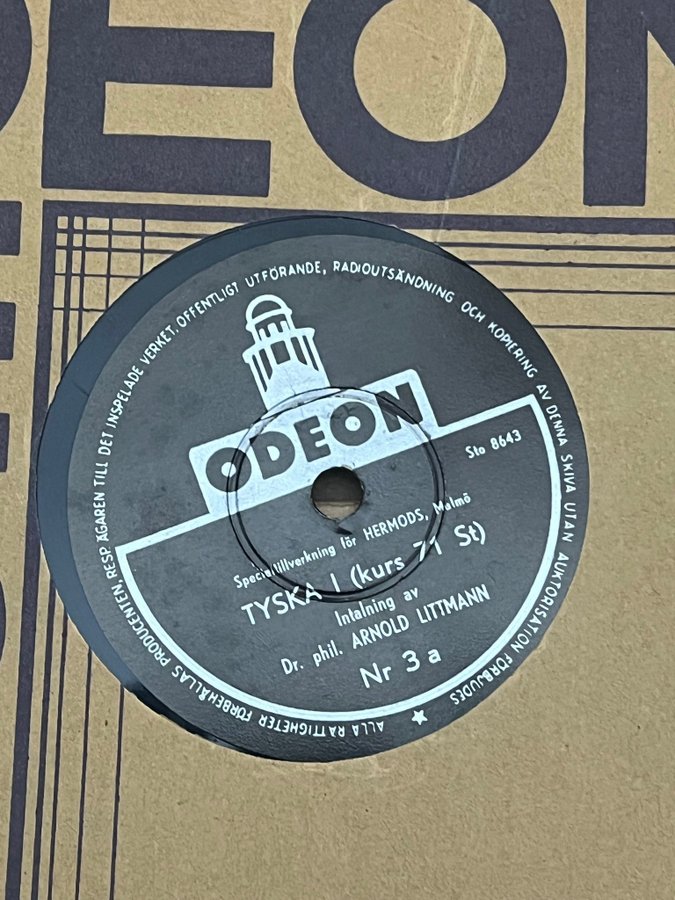 ODEON
ALLA RÄTTIGHETER FÖRBEHÅLLAS PRODUCENTEN, RESP ÄGAREN TILL DET INSPELADE VERKET. OFFENTLIGT UTFÖRANDE, RADIOUTSÄNDNING OCH KOPIERING AV DENNA SKIVA UTAN AUKTORISATION FÖRBJUDES
ODEON
Sto 8643
Specialtillverkning för HERMODS, Malmö
TYSKA I (kurs 71 St)
Intalning av
Dr. phil. ARNOLD LITTMANN
Nr 3 a